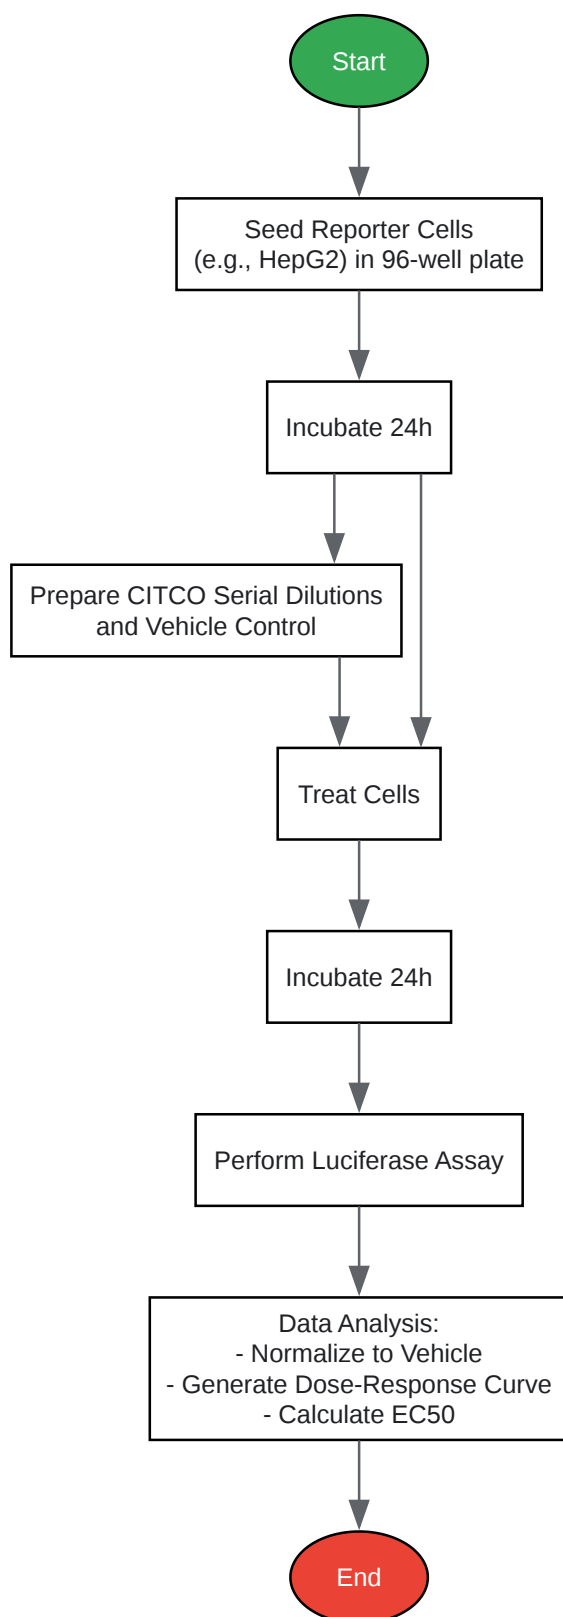 Start
Seed Reporter Cells
(e.g., HepG2) in 96-well plate
Incubate 24h
Prepare CITCO Serial Dilutions
and Vehicle Control
Treat Cells
Incubate 24h
Perform Luciferase Assay
Data Analysis:
- Normalize to Vehicle
- Generate Dose-Response Curve
- Calculate EC50
End